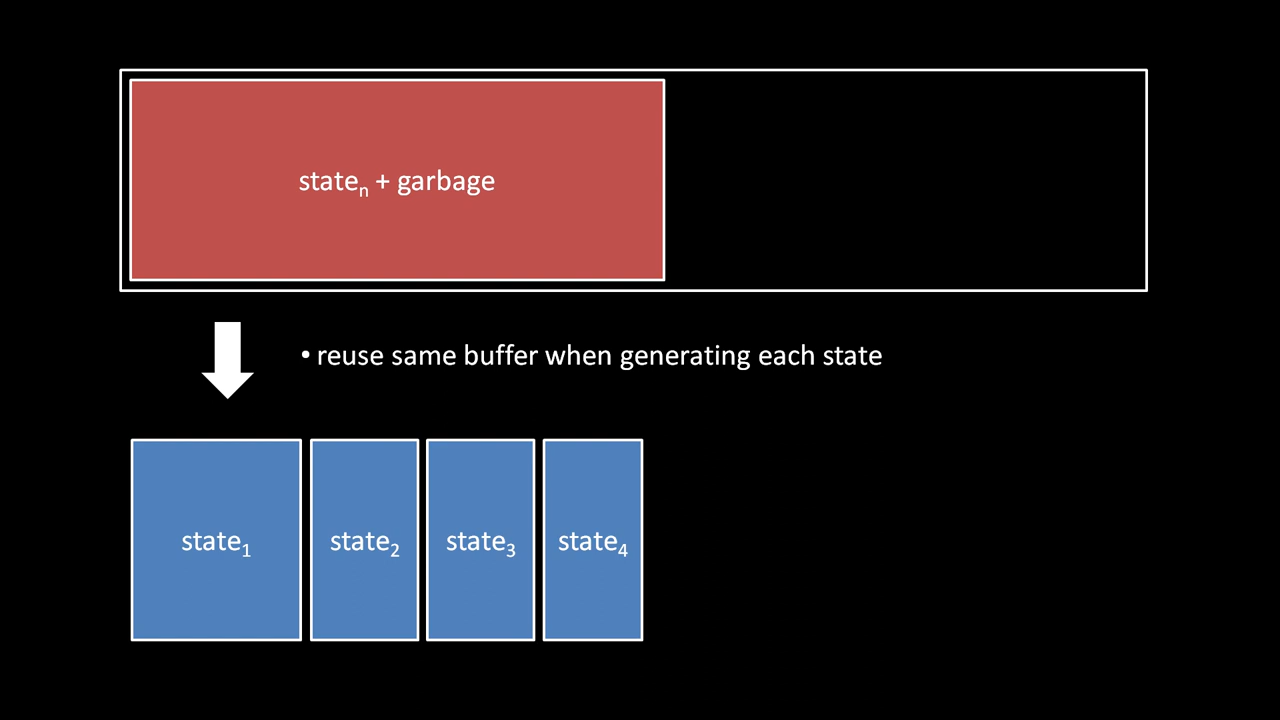 stateₙ + garbage
• reuse same buffer when generating each state
state₁ state₂ state₃ state₄